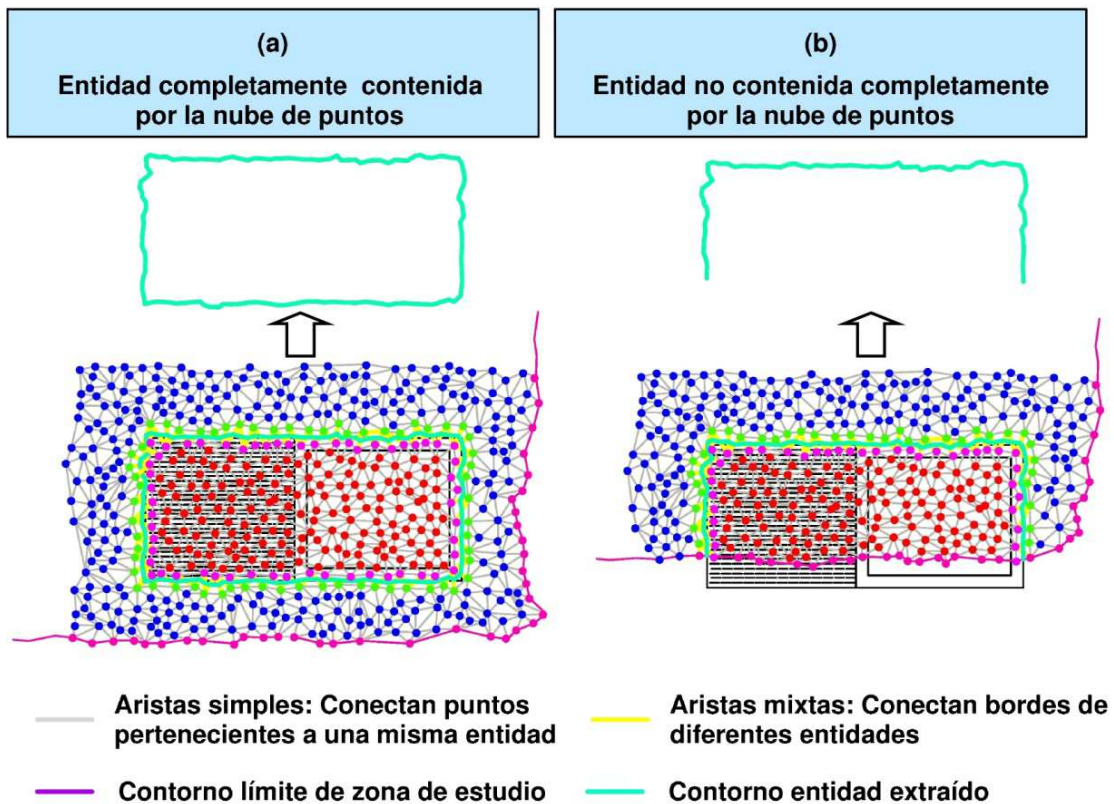 (a)
Entidad completamente contenida
por la nube de puntos
(b)
Entidad no contenida completamente
por la nube de puntos
Aristas simples: Conectan puntos
pertenecientes a una misma entidad
Aristas mixtas: Conectan bordes de
diferentes entidades
Contorno límite de zona de estudio
Contorno entidad extraído